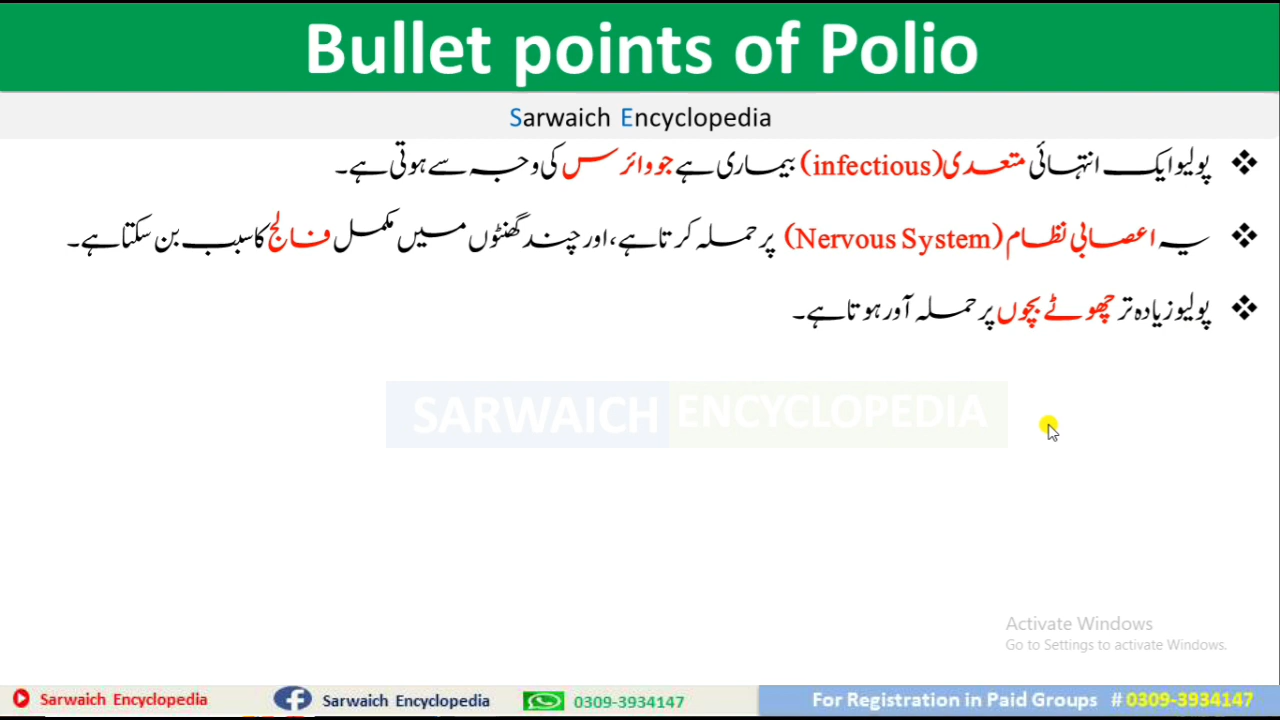 Bullet points of Polio
Sarwaich Encyclopedia
❖ پولیو ایک انتہائی متعدی (infectious) بیماری ہے جو وائرس کی وجہ سے ہوتی ہے۔
❖ یہ اعصابی نظام (Nervous System) پر حملہ کرتا ہے، اور چند گھنٹوں میں مکمل فالج کا سبب بن سکتا ہے۔
❖ پولیو زیادہ تر چھوٹے بچوں پر حملہ آور ہوتا ہے۔
SARWAICH ENCYCLOPEDIA
Activate Windows
Go to Settings to activate Windows.
Sarwaich Encyclopedia Sarwaich Encyclopedia 0309-3934147 For Registration in Paid Groups # 0309-3934147